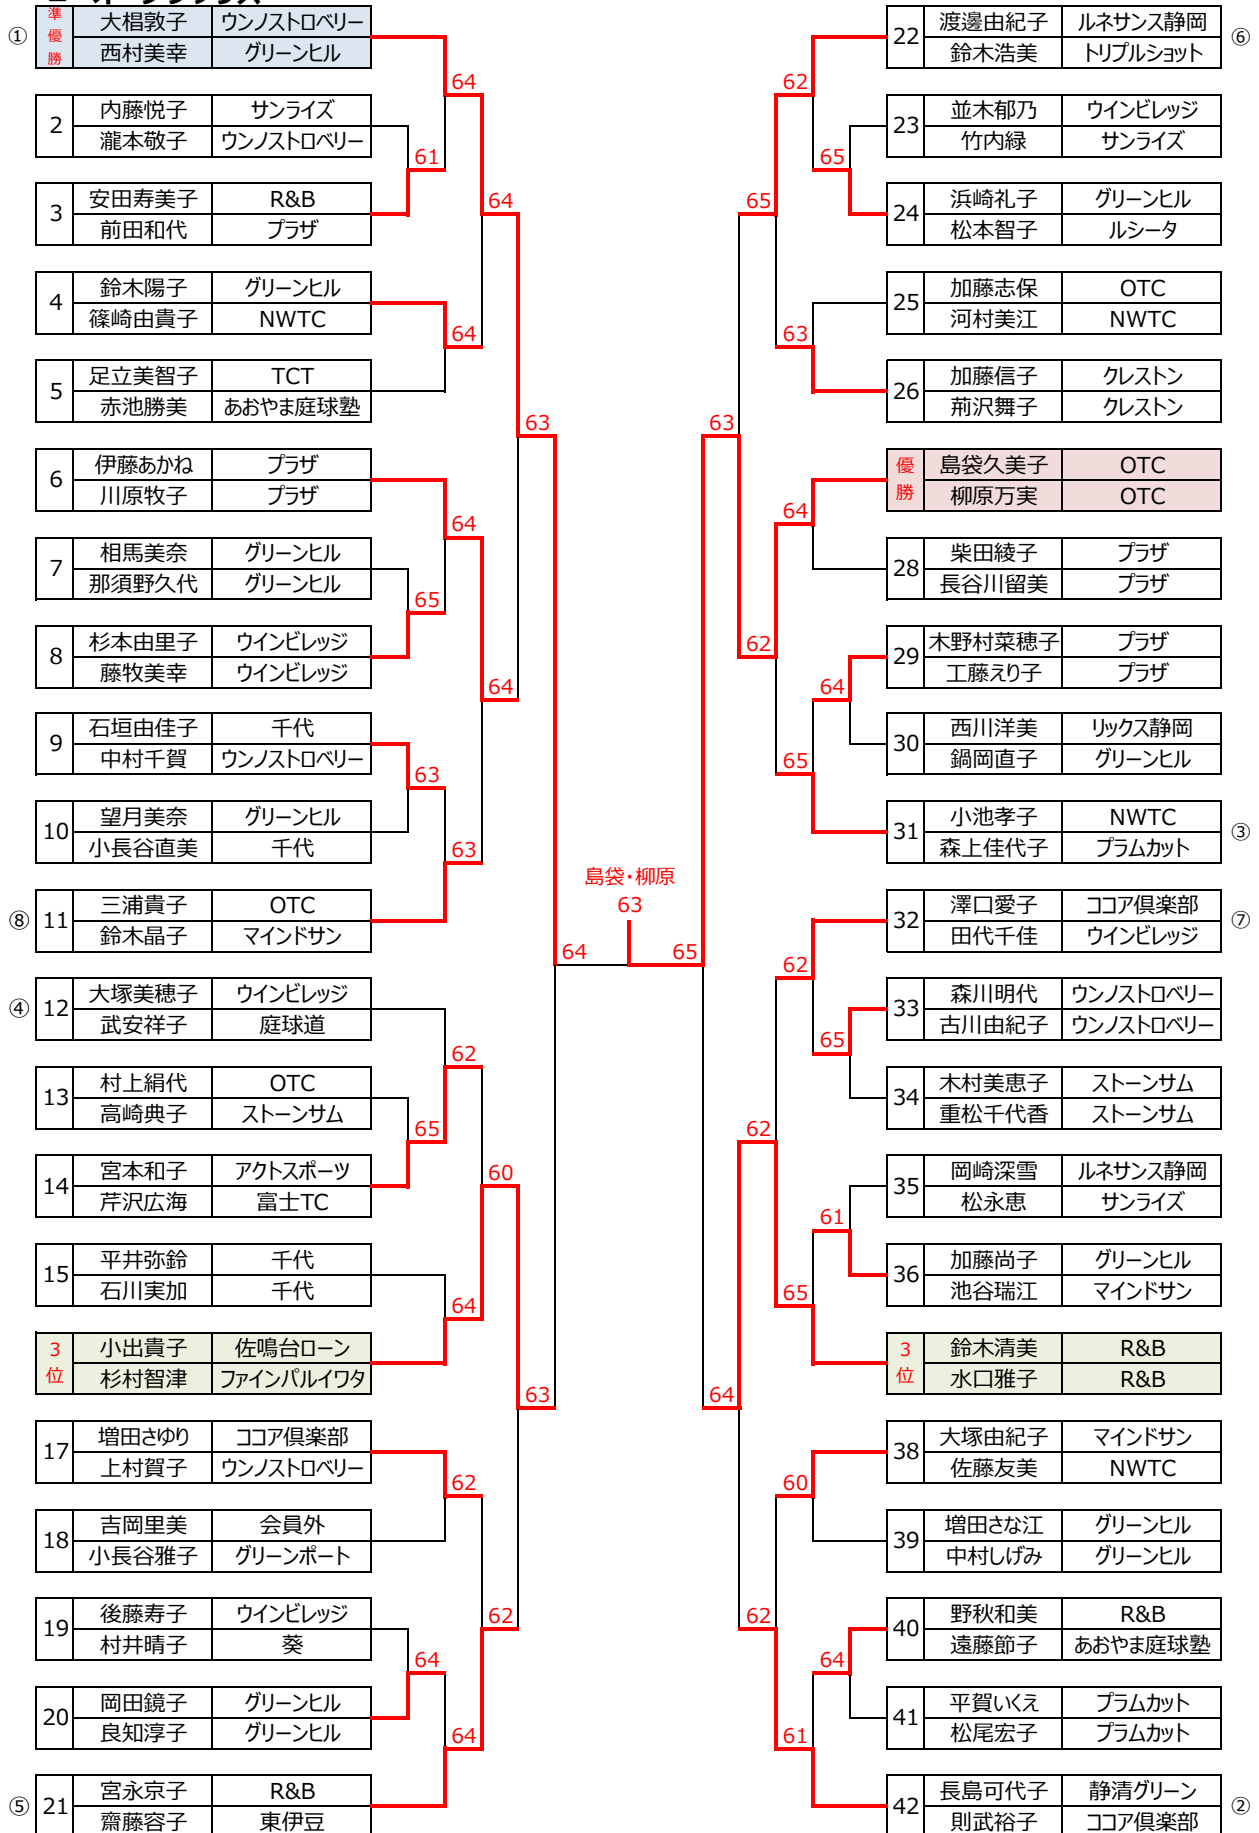 ① 準優勝 大椙敦子 ウンノストロベリー
西村美幸 グリーンヒル
2 内藤悦子 サンライズ
瀧本敬子 ウンノストロベリー
3 安田寿美子 R&B
前田和代 プラザ
4 鈴木陽子 グリーンヒル
篠崎由貴子 NWTC
5 足立美智子 TCT
赤池勝美 あおやま庭球塾
6 伊藤あかね プラザ
川原牧子 プラザ
7 相馬美奈 グリーンヒル
那須野久代 グリーンヒル
8 杉本由里子 ウインビレッジ
藤牧美幸 ウインビレッジ
9 石垣由佳子 千代
中村千賀 ウンノストロベリー
10 望月美奈 グリーンヒル
小長谷直美 千代
⑧ 11 三浦貴子 OTC
鈴木晶子 マインドサン
④ 12 大塚美穂子 ウインビレッジ
武安祥子 庭球道
13 村上絹代 OTC
高崎典子 ストーンサム
14 宮本和子 アクトスポーツ
芹沢広海 富士TC
15 平井弥鈴 千代
石川実加 千代
3位 小出貴子 佐鳴台ローン
杉村智津 ファインパルイワタ
17 増田さゆり ココア倶楽部
上村賀子 ウンノストロベリー
18 吉岡里美 会員外
小長谷雅子 グリーンポート
19 後藤寿子 ウインビレッジ
村井晴子 葵
20 岡田鏡子 グリーンヒル
良知淳子 グリーンヒル
⑤ 21 宮永京子 R&B
齋藤容子 東伊豆
64
61
64
64
63
64
65
64
63
63
64
62
65
60
64
63
62
62
64
64
島袋・柳原
63
65
62
65
65
63
63
64
62
64
65
62
65
62
61
65
64
60
62
64
61
22 渡邊由紀子 ルネサンス静岡 ⑥
鈴木浩美 トリプルショット
23 並木郁乃 ウインビレッジ
竹内緑 サンライズ
24 浜崎礼子 グリーンヒル
松本智子 ルシータ
25 加藤志保 OTC
河村美江 NWTC
26 加藤信子 クレストン
荊沢舞子 クレストン
優勝 島袋久美子 OTC
柳原万実 OTC
28 柴田綾子 プラザ
長谷川留美 プラザ
29 木野村菜穂子 プラザ
工藤えり子 プラザ
30 西川洋美 リックス静岡
鍋岡直子 グリーンヒル
31 小池孝子 NWTC ③
森上佳代子 プラムカット
32 澤口愛子 ココア倶楽部 ⑦
田代千佳 ウインビレッジ
33 森川明代 ウンノストロベリー
古川由紀子 ウンノストロベリー
34 木村美恵子 ストーンサム
重松千代香 ストーンサム
35 岡崎深雪 ルネサンス静岡
松永恵 サンライズ
36 加藤尚子 グリーンヒル
池谷瑞江 マインドサン
3位 鈴木清美 R&B
水口雅子 R&B
38 大塚由紀子 マインドサン
佐藤友美 NWTC
39 増田さな江 グリーンヒル
中村しげみ グリーンヒル
40 野秋和美 R&B
遠藤節子 あおやま庭球塾
41 平賀いくえ プラムカット
松尾宏子 プラムカット
42 長島可代子 静清グリーン ②
則武裕子 ココア倶楽部